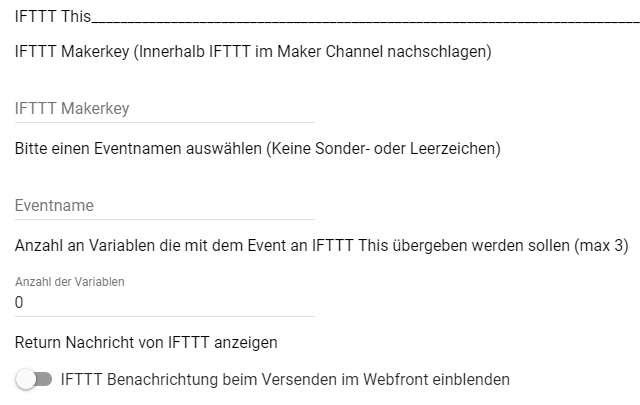 IFTTT This____________________________________________________________________
IFTTT Makerkey (Innerhalb IFTTT im Maker Channel nachschlagen)
IFTTT Makerkey
Bitte einen Eventnamen auswählen (Keine Sonder- oder Leerzeichen)
Eventname
Anzahl an Variablen die mit dem Event an IFTTT This übergeben werden sollen (max 3)
Anzahl der Variablen
0
Return Nachricht von IFTTT anzeigen
IFTTT Benachrichtung beim Versenden im Webfront einblenden